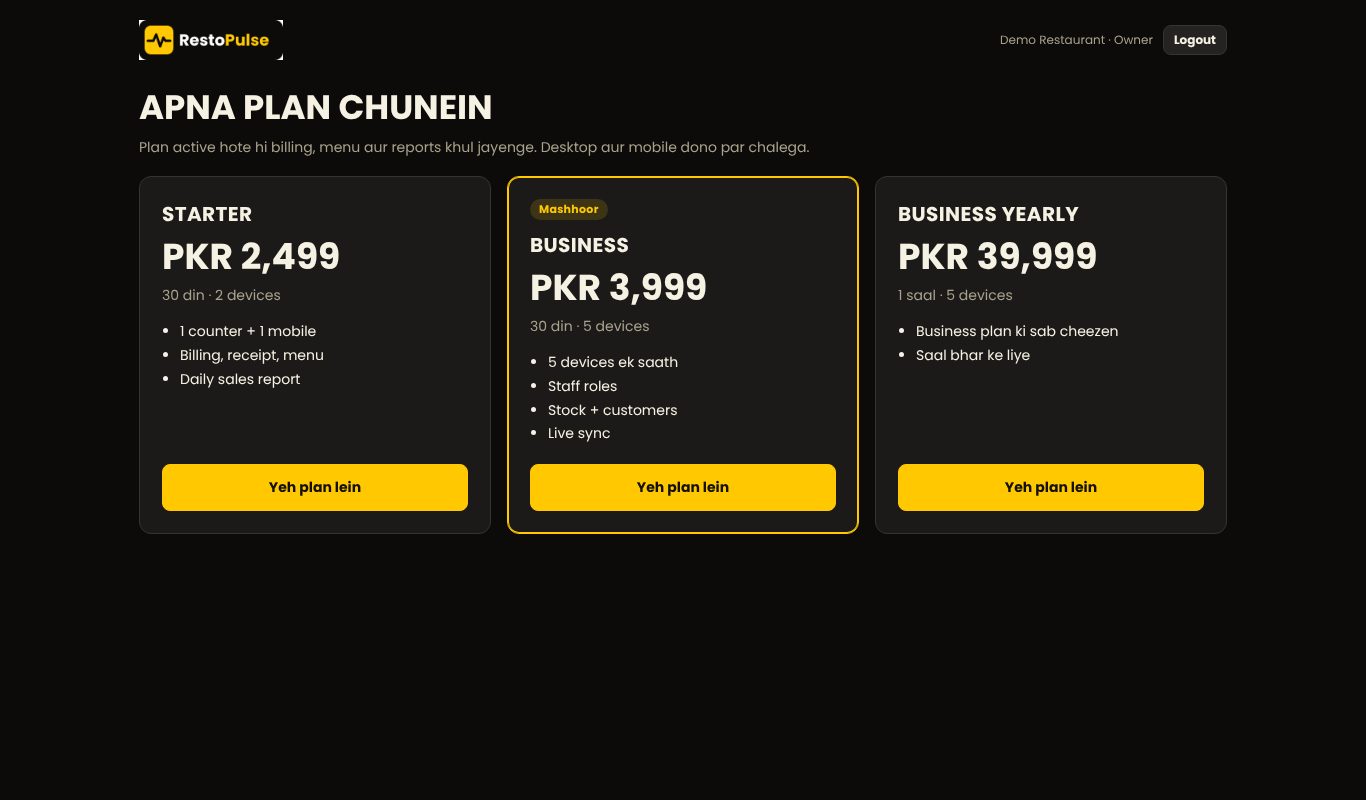 RestoPulse
Demo Restaurant · Owner
Logout
APNA PLAN CHUNEIN
Plan active hote hi billing, menu aur reports khul jayenge. Desktop aur mobile dono par chalega.
STARTER
PKR 2,499
30 din · 2 devices
• 1 counter + 1 mobile
• Billing, receipt, menu
• Daily sales report
Yeh plan lein
Mashhoor
BUSINESS
PKR 3,999
30 din · 5 devices
• 5 devices ek saath
• Staff roles
• Stock + customers
• Live sync
Yeh plan lein
BUSINESS YEARLY
PKR 39,999
1 saal · 5 devices
• Business plan ki sab cheezen
• Saal bhar ke liye
Yeh plan lein